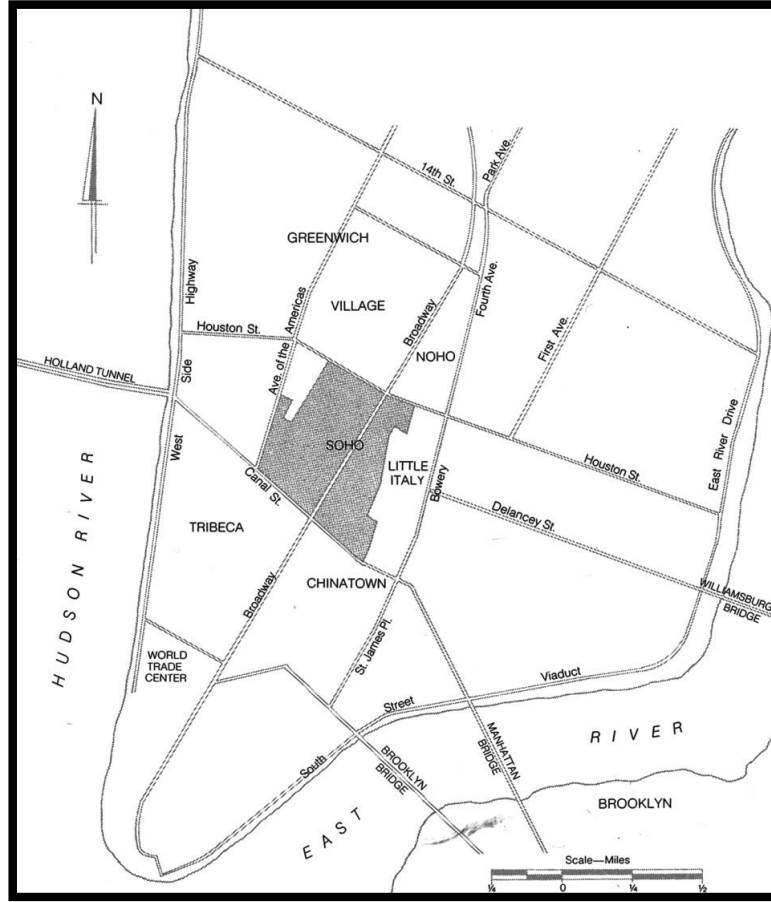 N
14th St.
Park Ave.
GREENWICH
VILLAGE
Highway
Side
West
Houston St.
Ave. of the Americas
Broadway
Fourth Ave.
First Ave.
NOHO
HOLLAND TUNNEL
SOHO
LITTLE
ITALY
Bowery
Houston St.
East River Drive
Canal St.
Delancey St.
TRIBECA
HUDSON RIVER
Broadway
CHINATOWN
WILLIAMSBURG
BRIDGE
WORLD
TRADE
CENTER
St. James Pl.
Viaduct
Street
South
MANHATTAN
BRIDGE
BROOKLYN
BRIDGE
EAST RIVER
BROOKLYN
Scale—Miles
¼ 0 ¼ ½